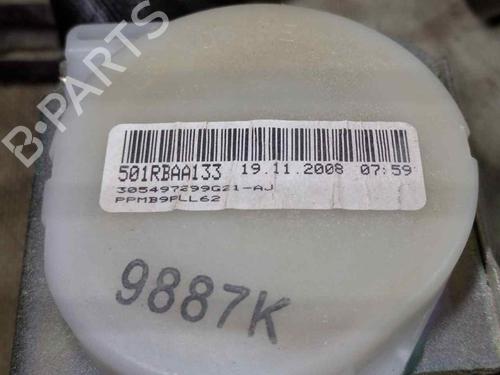 B-PARTS
501RBAA133 19.11.2008 07:59
305497299G21-AJ
PPMB9PLL62
9887K